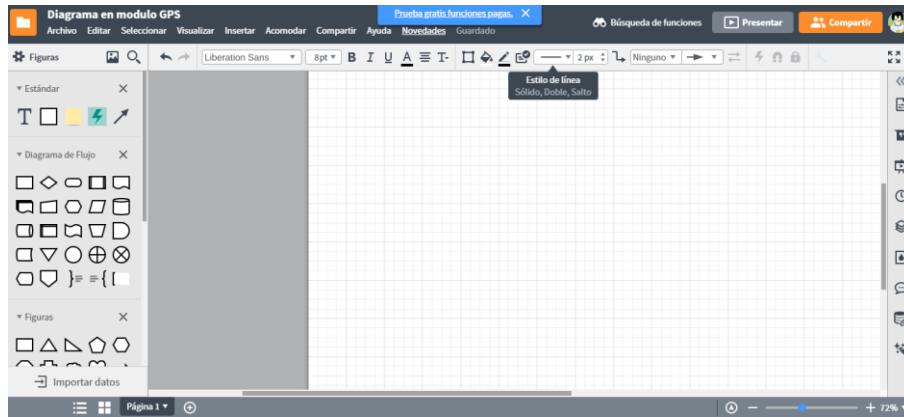 Diagrama en modulo GPS
Prueba gratis funciones pagas. X
Búsqueda de funciones
Presentar
Compartir
Archivo Editar Seleccionar Visualizar Insertar Acomodar Compartir Ayuda Novedades Guardado
Figuras
Liberation Sans
8pt
B I U A T
2 px
Ninguno
Estilo de línea
Sólido, Doble, Salto
Estándar
T
Diagrama de Flujo
Figuras
Importar datos
Página 1
72%